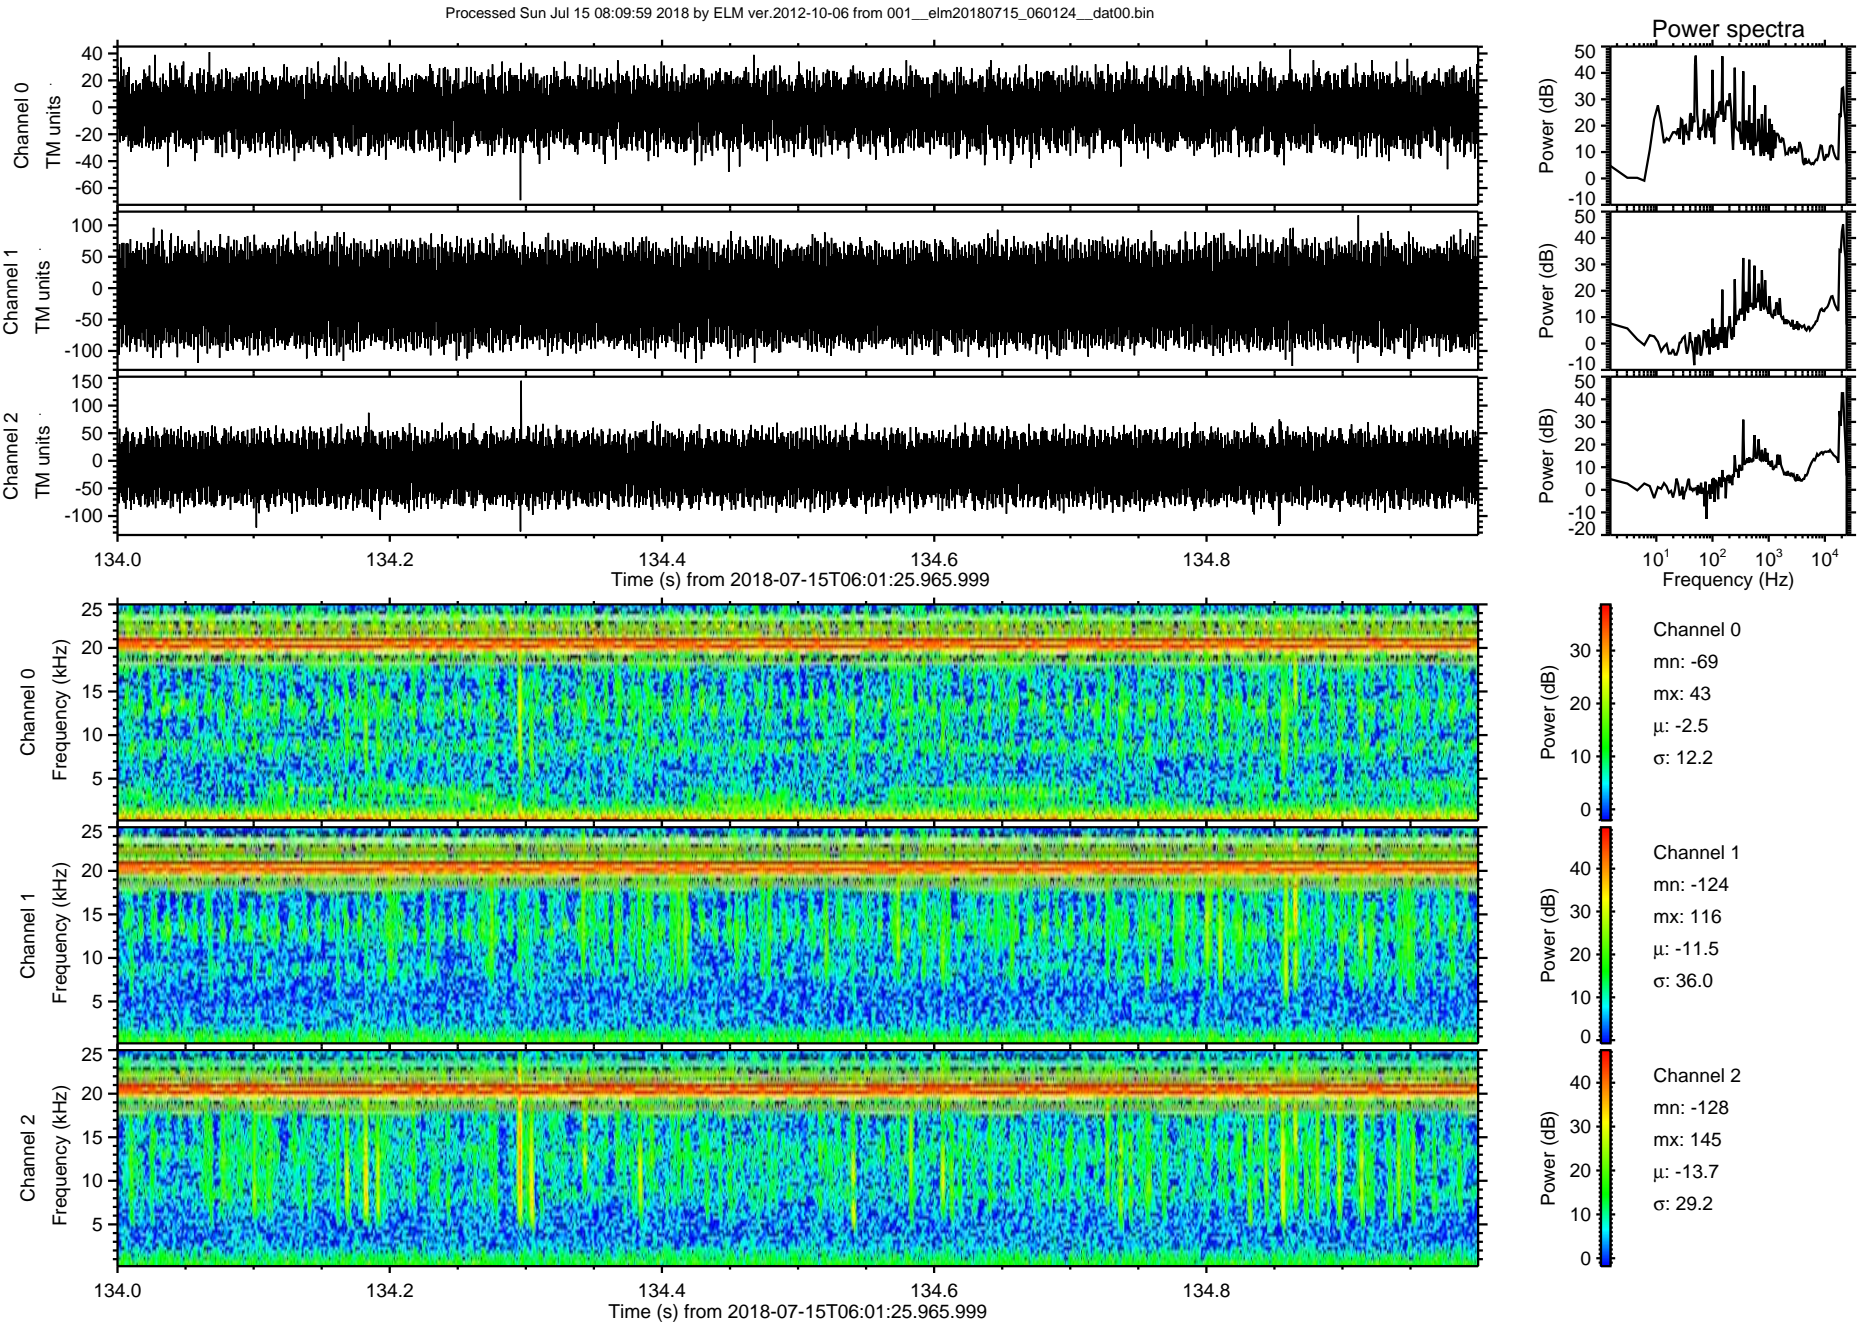 Processed Sun Jul 15 08:09:59 2018 by ELM ver.2012-10-06 from 001__elm20180715_060124__dat00.bin
Power spectra
Channel 0
TM units
40
20
0
-20
-40
-60
Power (dB)
50
40
30
20
10
0
-10
Channel 1
TM units
100
50
0
-50
-100
Power (dB)
50
40
30
20
10
0
-10
Channel 2
TM units
150
100
50
0
-50
-100
Power (dB)
50
40
30
20
10
0
-10
-20
134.0 134.2 134.4 134.6 134.8
Time (s) from 2018-07-15T06:01:25.965.999
10^1 10^2 10^3 10^4
Frequency (Hz)
Channel 0
Frequency (kHz)
25
20
15
10
5
Power (dB)
30
20
10
0
Channel 0
mn: -69
mx: 43
μ: -2.5
σ: 12.2
Channel 1
Frequency (kHz)
25
20
15
10
5
Power (dB)
40
30
20
10
0
Channel 1
mn: -124
mx: 116
μ: -11.5
σ: 36.0
Channel 2
Frequency (kHz)
25
20
15
10
5
Power (dB)
40
30
20
10
0
Channel 2
mn: -128
mx: 145
μ: -13.7
σ: 29.2
134.0 134.2 134.4 134.6 134.8
Time (s) from 2018-07-15T06:01:25.965.999